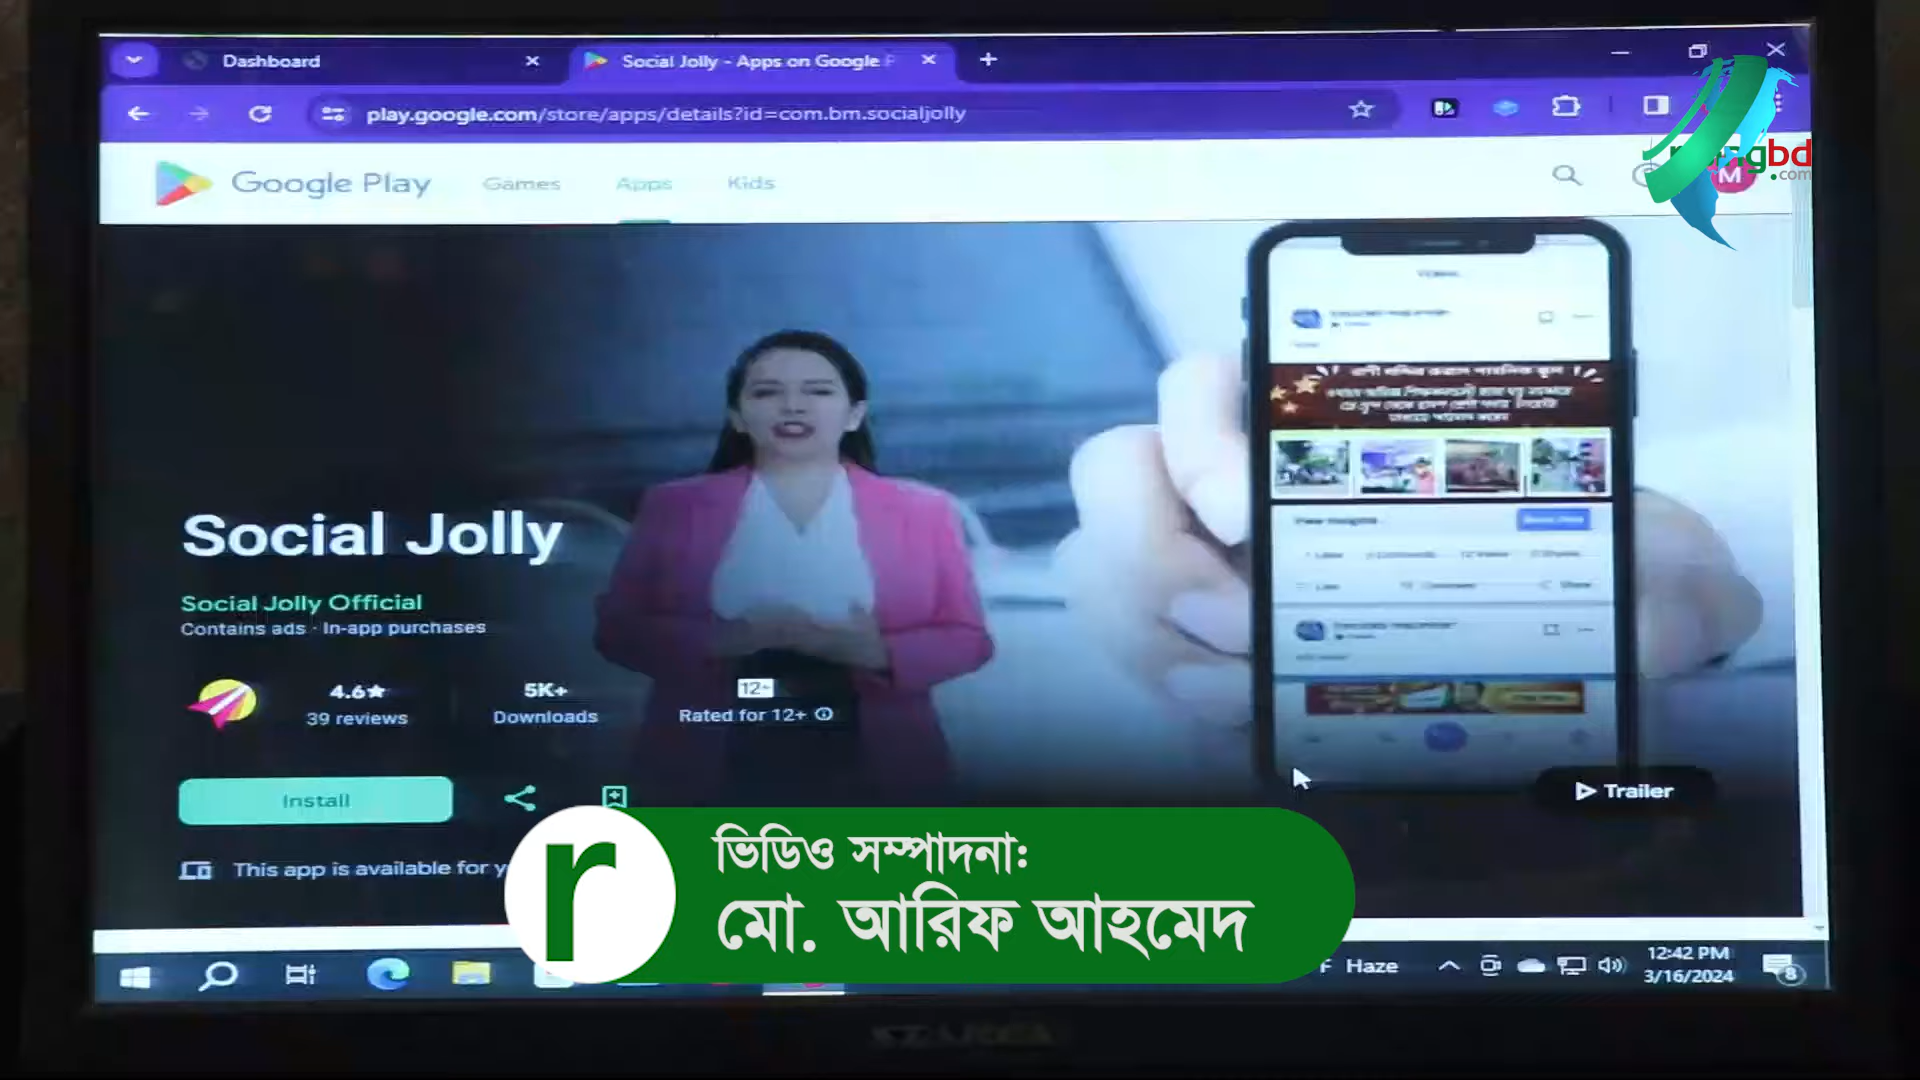 Dashboard
Social Jolly - Apps on Google P
play.google.com/store/apps/details?id=com.bm.socialjolly
Google Play Games Apps Kids
bd
.com
M
Social Jolly
Social Jolly Official
Contains ads · In-app purchases
4.6★ 5K+ 12+
39 reviews Downloads Rated for 12+
Install
Trailer
This app is available for y
r
ভিডিও সম্পাদনা:
মো. আরিফ আহমেদ
F Haze
12:42 PM
3/16/2024
8